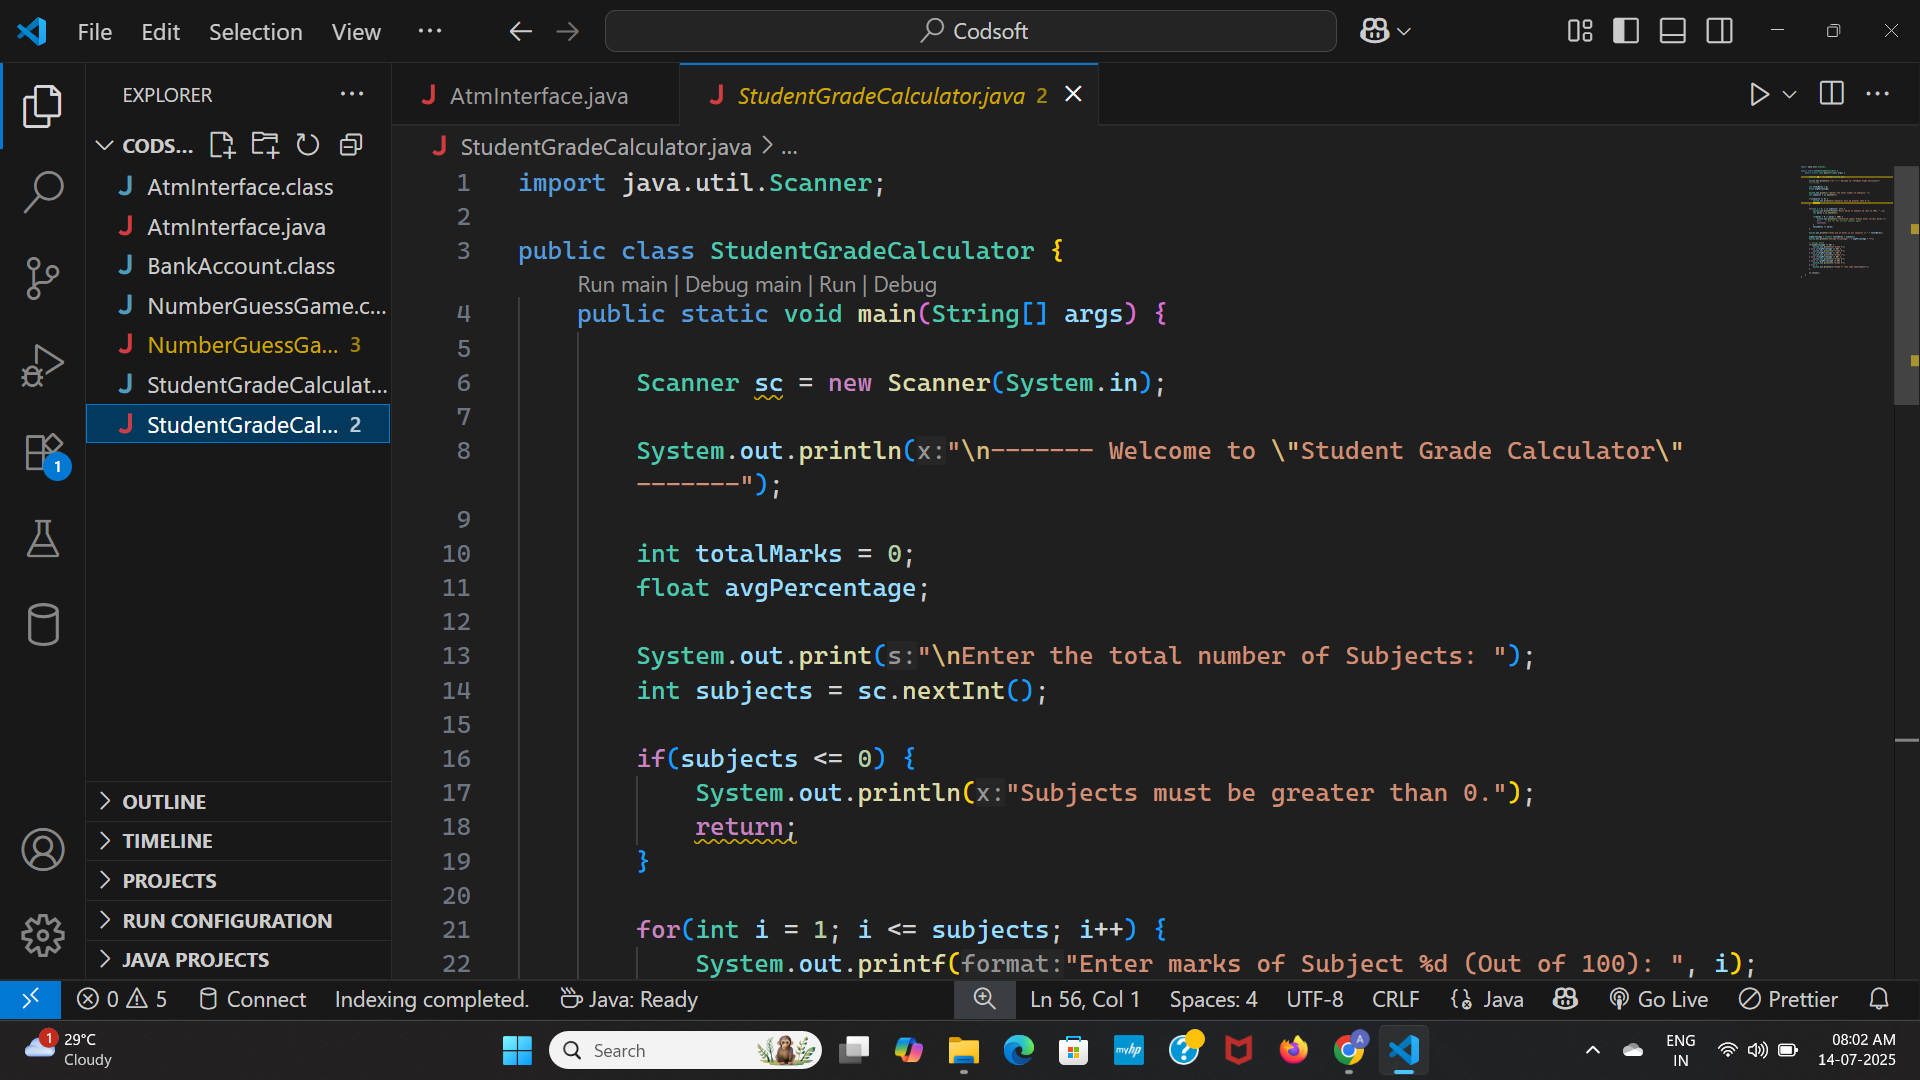 File Edit Selection View ···
Codsoft
EXPLORER ···
CODS...
AtmInterface.class
AtmInterface.java
BankAccount.class
NumberGuessGame.c...
NumberGuessGa... 3
StudentGradeCalculat...
StudentGradeCal... 2
1
OUTLINE
TIMELINE
PROJECTS
RUN CONFIGURATION
JAVA PROJECTS
AtmInterface.java
StudentGradeCalculator.java 2
StudentGradeCalculator.java > ...
1 import java.util.Scanner;
2
3 public class StudentGradeCalculator {
Run main | Debug main | Run | Debug
4 public static void main(String[] args) {
5
6 Scanner sc = new Scanner(System.in);
7
8 System.out.println(x:"\n------- Welcome to \"Student Grade Calculator\"
-------");
9
10 int totalMarks = 0;
11 float avgPercentage;
12
13 System.out.print(s:"\nEnter the total number of Subjects: ");
14 int subjects = sc.nextInt();
15
16 if(subjects <= 0) {
17 System.out.println(x:"Subjects must be greater than 0.");
18 return;
19 }
20
21 for(int i = 1; i <= subjects; i++) {
22 System.out.printf(format:"Enter marks of Subject %d (Out of 100): ", i);
0 5 Connect Indexing completed. Java: Ready Ln 56, Col 1 Spaces: 4 UTF-8 CRLF Java Go Live Prettier
1
29°C
Cloudy
Search
myhp
A
ENG
IN
08:02 AM
14-07-2025